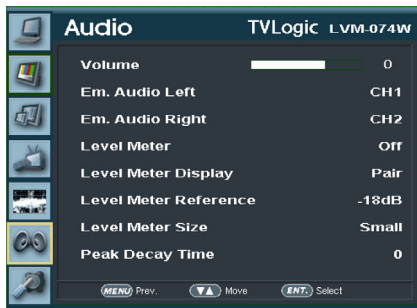 Audio TVLogic LVM-074W
Volume 0
Em. Audio Left CH1
Em. Audio Right CH2
Level Meter Off
Level Meter Display Pair
Level Meter Reference -18dB
Level Meter Size Small
Peak Decay Time 0
MENU Prev. ▼▲ Move ENT. Select